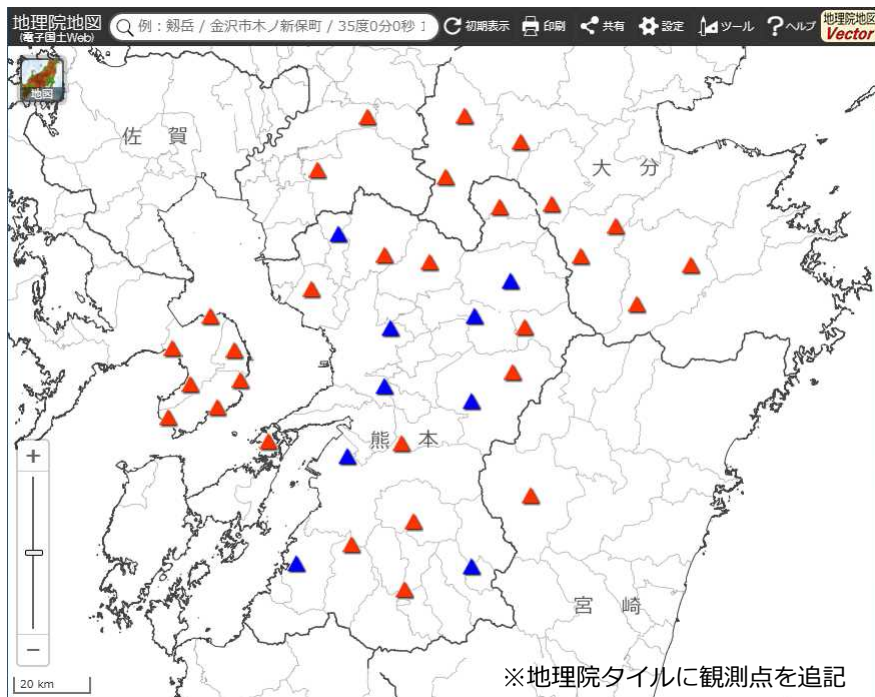 地理院地図
(電子国土Web)
例：剱岳 / 金沢市木ノ新保町 / 35度0分0秒 1
初期表示
印刷
共有
設定
ツール
ヘルプ
地理院地図
Vector
地図
佐 賀
大 分
熊 本
宮 崎
+
−
20 km
※地理院タイルに観測点を追記